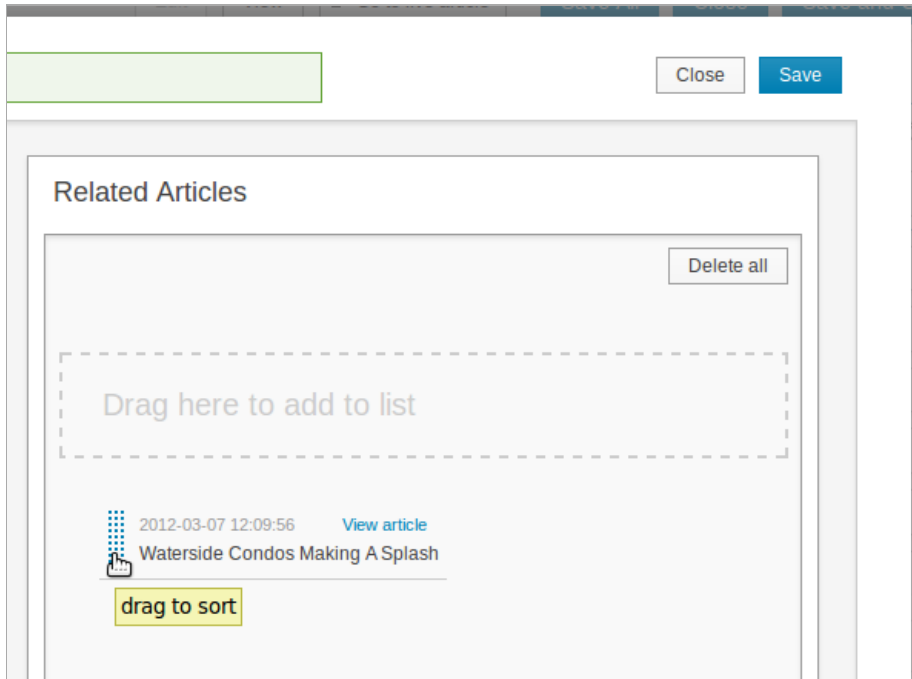 Close
Save
Related Articles
Delete all
Drag here to add to list
2012-03-07 12:09:56 View article
Waterside Condos Making A Splash
drag to sort